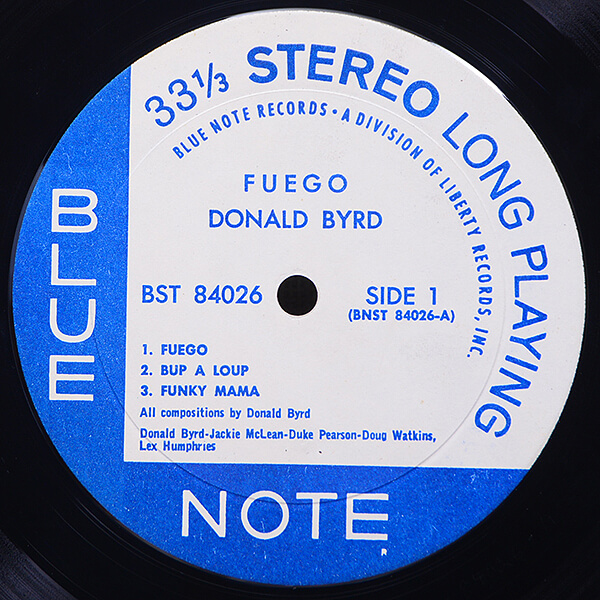 33⅓ STEREO LONG PLAYING
BLUE NOTE RECORDS • A DIVISION OF LIBERTY RECORDS, INC.
FUEGO
DONALD BYRD
BST 84026
SIDE 1
(BNST 84026-A)
1. FUEGO
2. BUP A LOUP
3. FUNKY MAMA
All compositions by Donald Byrd
Donald Byrd-Jackie McLean-Duke Pearson-Doug Watkins,
Lex Humphries
BLUE
NOTE
R